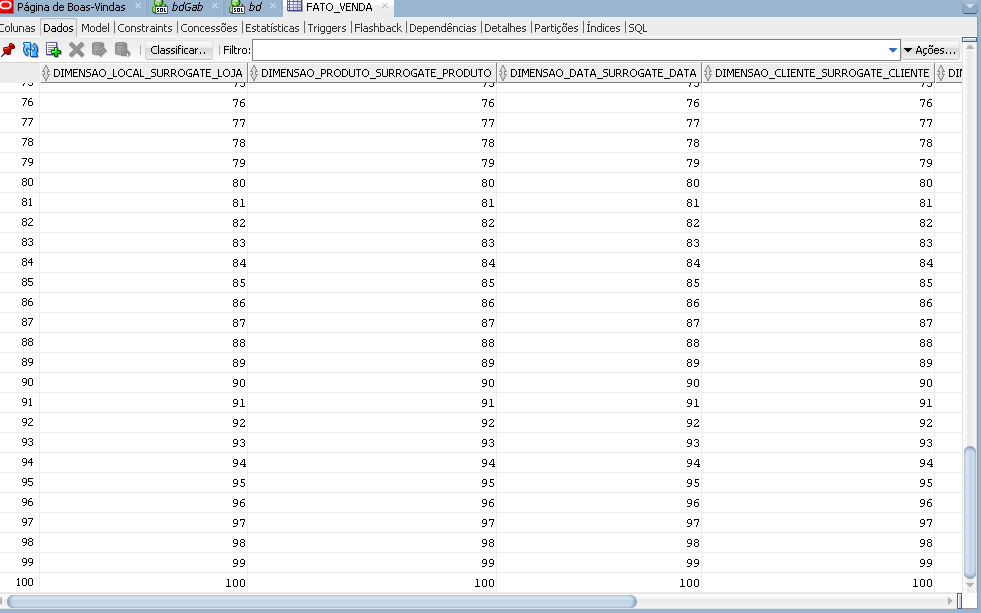 Página de Boas-Vindas bdGab bd FATO_VENDA
Colunas Dados Model Constraints Concessões Estatísticas Triggers Flashback Dependências Detalhes Partições Índices SQL
Classificar.. Filtro: Ações...
DIMENSAO_LOCAL_SURROGATE_LOJA DIMENSAO_PRODUTO_SURROGATE_PRODUTO DIMENSAO_DATA_SURROGATE_DATA DIMENSAO_CLIENTE_SURROGATE_CLIENTE DIM
75 75 75 75 75
76 76 76 76 76
77 77 77 77 77
78 78 78 78 78
79 79 79 79 79
80 80 80 80 80
81 81 81 81 81
82 82 82 82 82
83 83 83 83 83
84 84 84 84 84
85 85 85 85 85
86 86 86 86 86
87 87 87 87 87
88 88 88 88 88
89 89 89 89 89
90 90 90 90 90
91 91 91 91 91
92 92 92 92 92
93 93 93 93 93
94 94 94 94 94
95 95 95 95 95
96 96 96 96 96
97 97 97 97 97
98 98 98 98 98
99 99 99 99 99
100 100 100 100 100